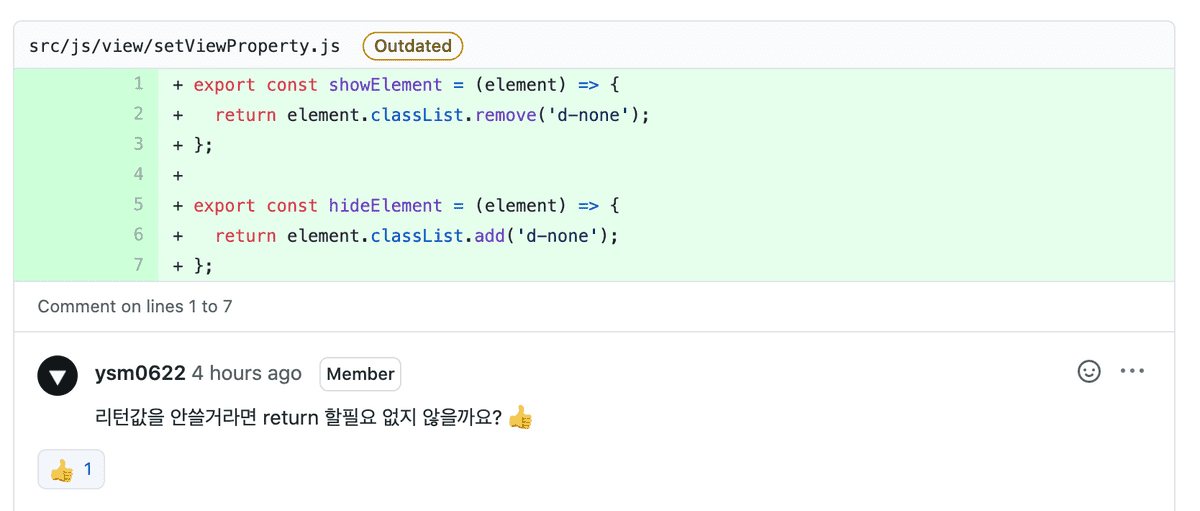 src/js/view/setViewProperty.js Outdated
1 + export const showElement = (element) => {
2 + return element.classList.remove('d-none');
3 + };
4 +
5 + export const hideElement = (element) => {
6 + return element.classList.add('d-none');
7 + };
Comment on lines 1 to 7
ysm0622 4 hours ago Member
리턴값을 안쓸거라면 return 할필요 없지 않을까요? 👍
👍 1